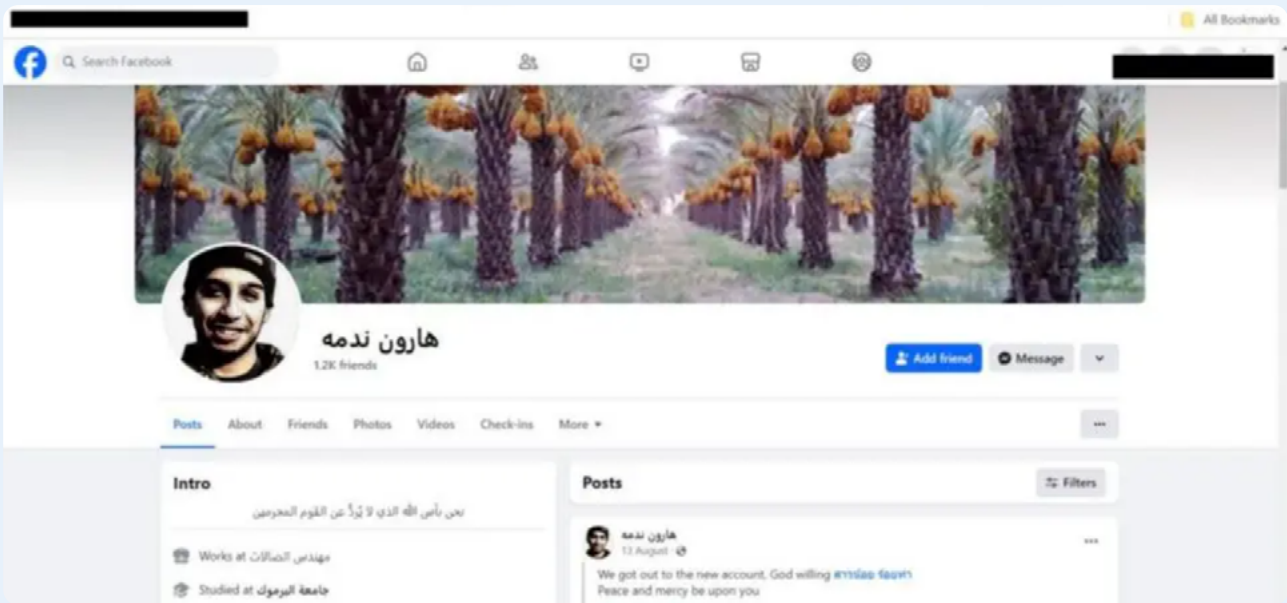 All Bookmarks
Search Facebook
هارون ندمه
1.2K friends
Add friend
Message
Posts
About
Friends
Photos
Videos
Check-ins
More
Intro
نحن بأس الله الذي لا يُردُّ عن القوم المجرمين
Works at مهندس اتصالات
Studied at جامعة اليرموك
Posts
Filters
هارون ندمه
13 August
We got out to the new account, God willing
Peace and mercy be upon you